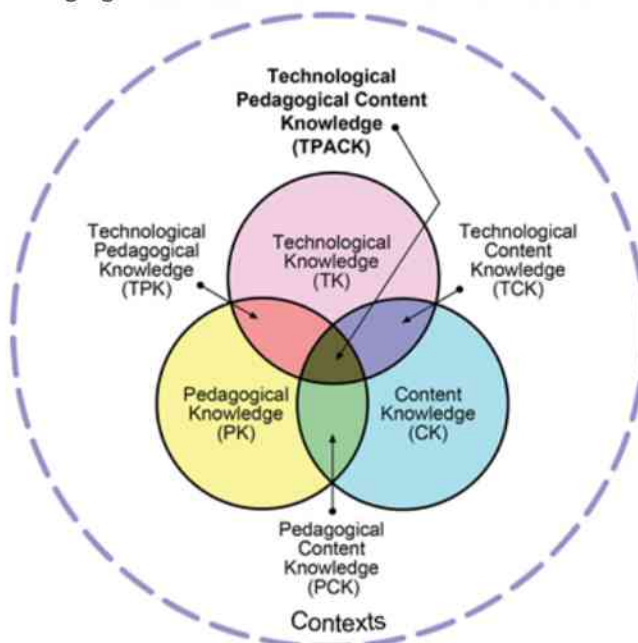 Technological
Pedagogical Content
Knowledge
(TPACK)
Technological
Pedagogical
Knowledge
(TPK)
Technological
Knowledge
(TK)
Technological
Content
Knowledge
(TCK)
Pedagogical
Knowledge
(PK)
Content
Knowledge
(CK)
Pedagogical
Content
Knowledge
(PCK)
Contexts